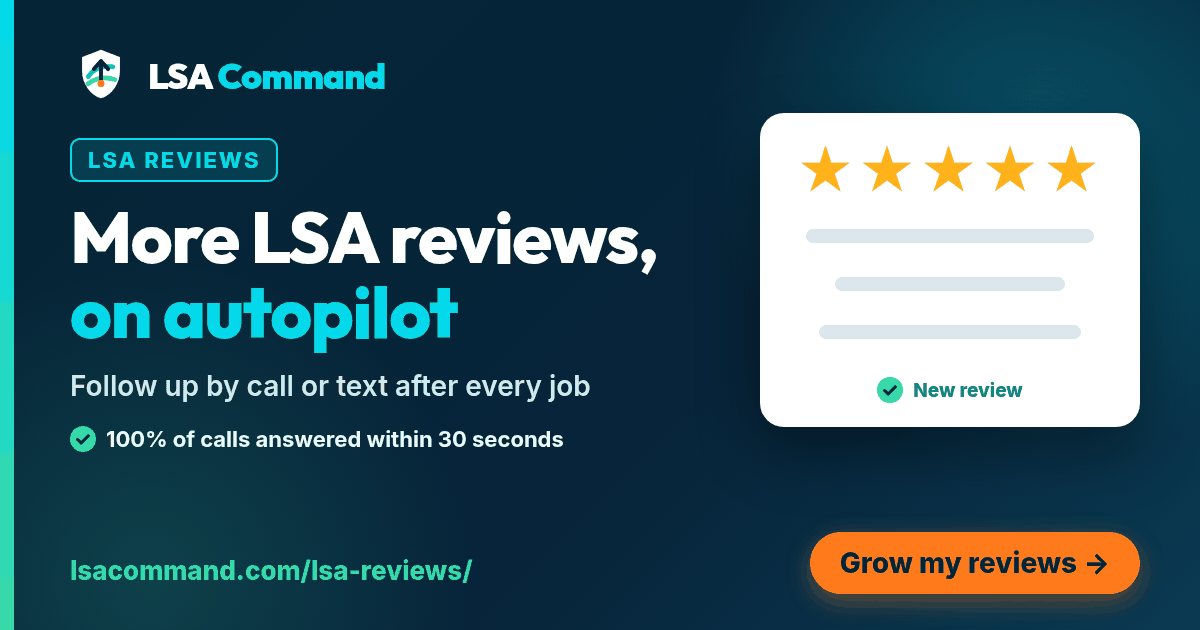 LSA Command
LSA REVIEWS
More LSA reviews,
on autopilot
Follow up by call or text after every job
100% of calls answered within 30 seconds
New review
lsacommand.com/lsa-reviews/
Grow my reviews →